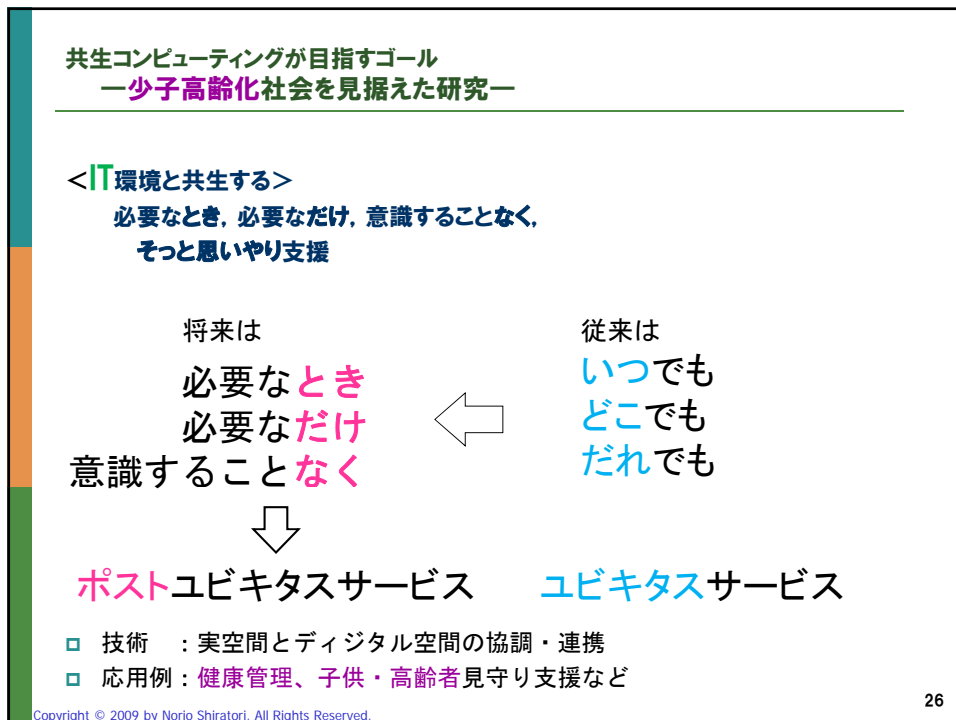 共生コンピューティングが目指すゴール
―少子高齢化社会を見据えた研究―
＜IT環境と共生する＞
必要なとき，必要なだけ，意識することなく，
そっと思いやり支援
将来は
必要なとき
必要なだけ
意識することなく
従来は
いつでも
どこでも
だれでも
ポストユビキタスサービス
ユビキタスサービス
技術　：実空間とディジタル空間の協調・連携
応用例：健康管理、子供・高齢者見守り支援など
Copyright © 2009 by Norio Shiratori. All Rights Reserved.
26